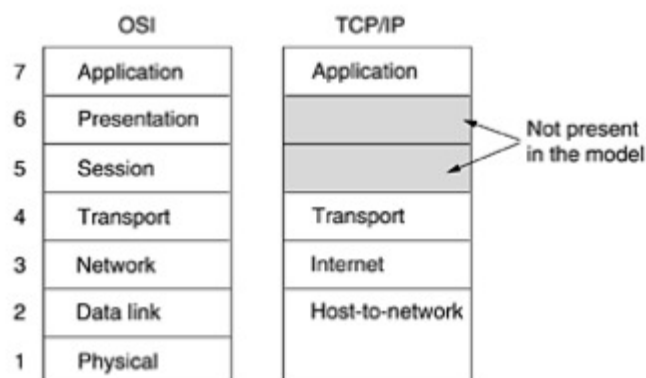 OSI TCP/IP
7 Application Application
6 Presentation
Not present
in the model
5 Session
4 Transport Transport
3 Network Internet
2 Data link Host-to-network
1 Physical